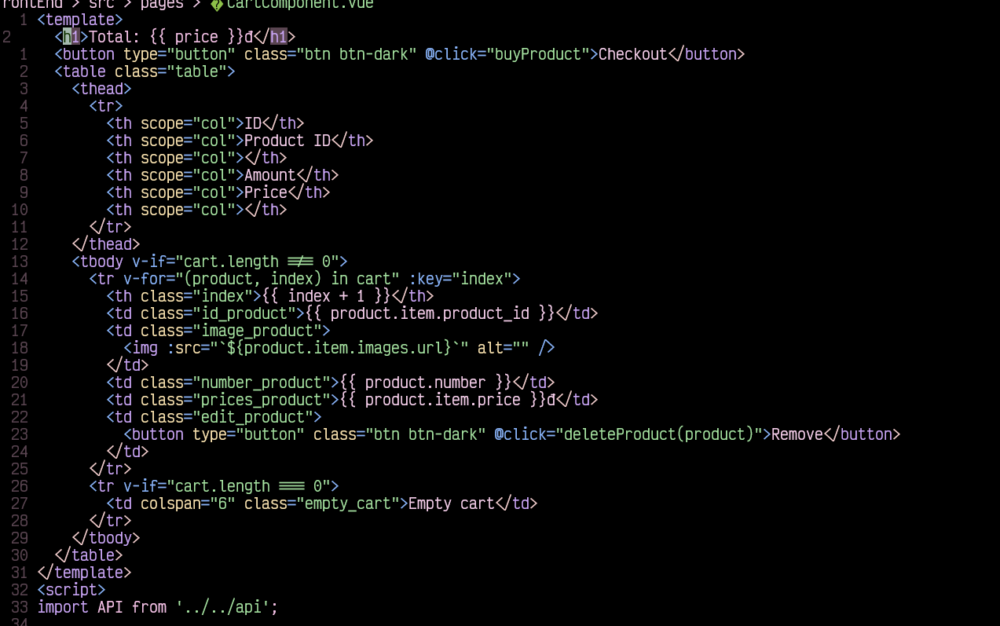 rontEnd > src > pages > CartComponent.vue
1 <template>
2 <h1>Total: {{ price }}đ</h1>
1 <button type="button" class="btn btn-dark" @click="buyProduct">Checkout</button>
2 <table class="table">
3 <thead>
4 <tr>
5 <th scope="col">ID</th>
6 <th scope="col">Product ID</th>
7 <th scope="col"></th>
8 <th scope="col">Amount</th>
9 <th scope="col">Price</th>
10 <th scope="col"></th>
11 </tr>
12 </thead>
13 <tbody v-if="cart.length !== 0">
14 <tr v-for="(product, index) in cart" :key="index">
15 <th class="index">{{ index + 1 }}</th>
16 <td class="id_product">{{ product.item.product_id }}</td>
17 <td class="image_product">
18 <img :src="`${product.item.images.url}`" alt="" />
19 </td>
20 <td class="number_product">{{ product.number }}</td>
21 <td class="prices_product">{{ product.item.price }}đ</td>
22 <td class="edit_product">
23 <button type="button" class="btn btn-dark" @click="deleteProduct(product)">Remove</button>
24 </td>
25 </tr>
26 <tr v-if="cart.length === 0">
27 <td colspan="6" class="empty_cart">Empty cart</td>
28 </tr>
29 </tbody>
30 </table>
31 </template>
32 <script>
33 import API from '../../api';
34